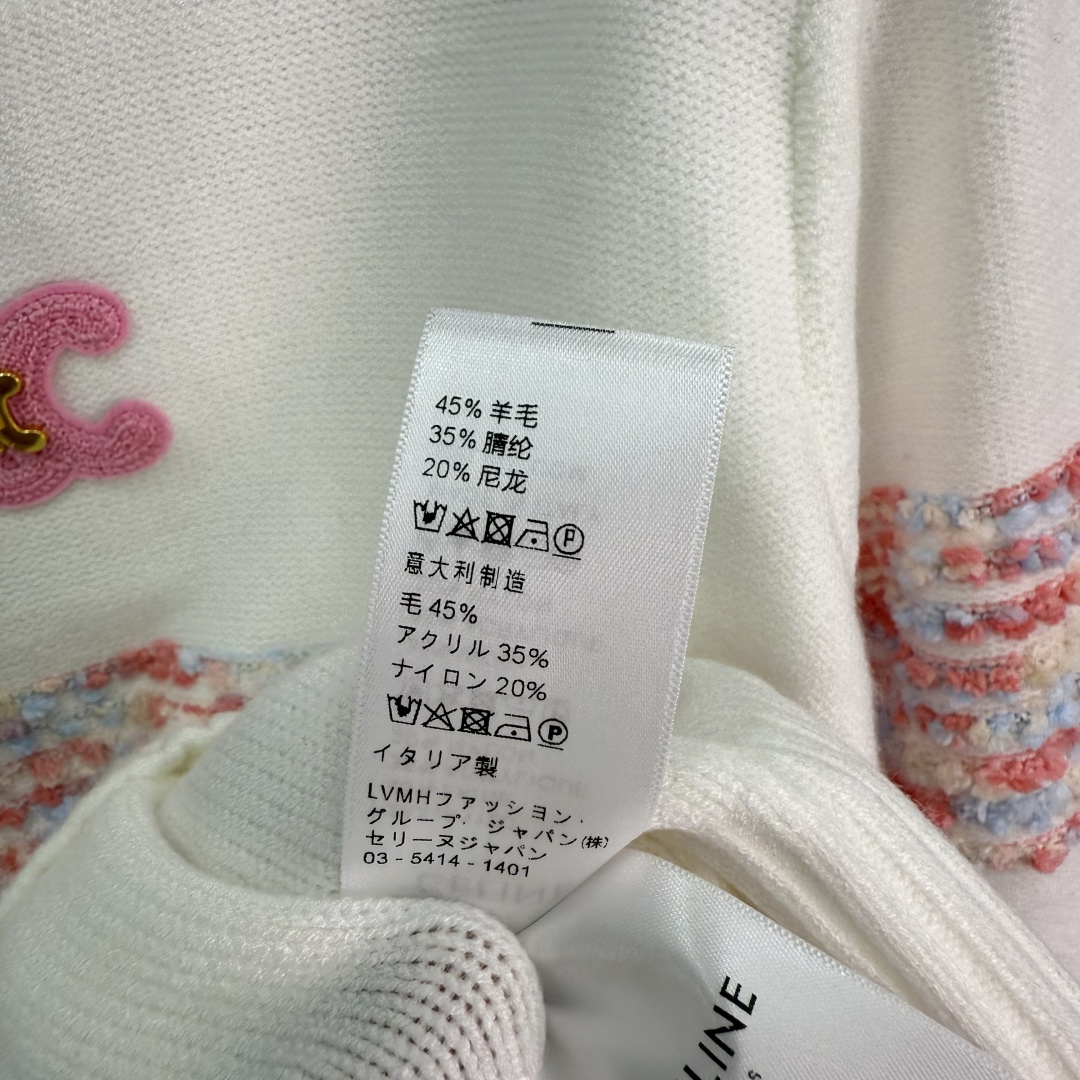 45% 羊毛
35% 腈纶
20% 尼龙
P
意大利制造
毛 45%
アクリル 35%
ナイロン 20%
P
イタリア製
LVMHファッション・
グループ・ジャパン(株)
セリーヌジャパン
03 - 5414 - 1401
LINE
S